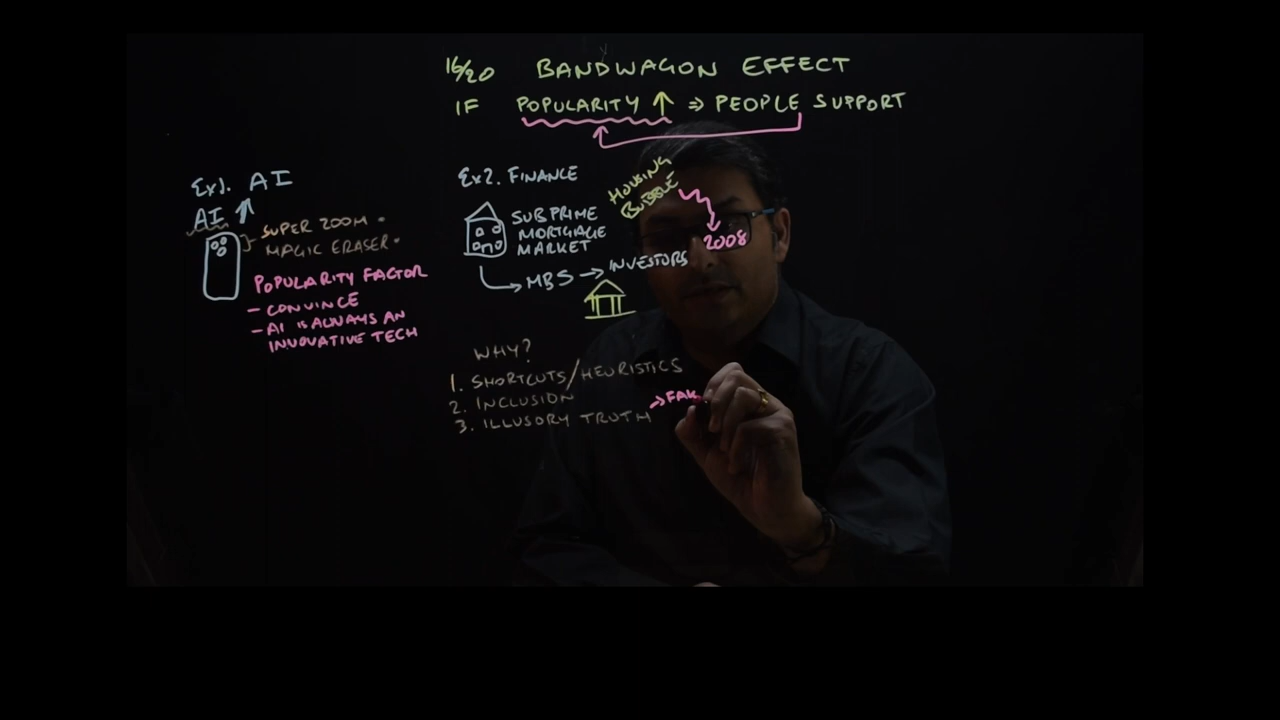 16/20 BANDWAGON EFFECT
IF POPULARITY ↑ ⇒ PEOPLE SUPPORT
Ex1. AI
AI ↑
SUPER ZOOM
MAGIC ERASER
POPULARITY FACTOR
- CONVINCE
- AI IS ALWAYS AN
INNOVATIVE TECH
Ex2. FINANCE
SUBPRIME
MORTGAGE
MARKET
MBS → INVESTORS
HOUSING
BUBBLE
2008
WHY?
1. SHORTCUTS/HEURISTICS
2. INCLUSION
3. ILLUSORY TRUTH → FAK